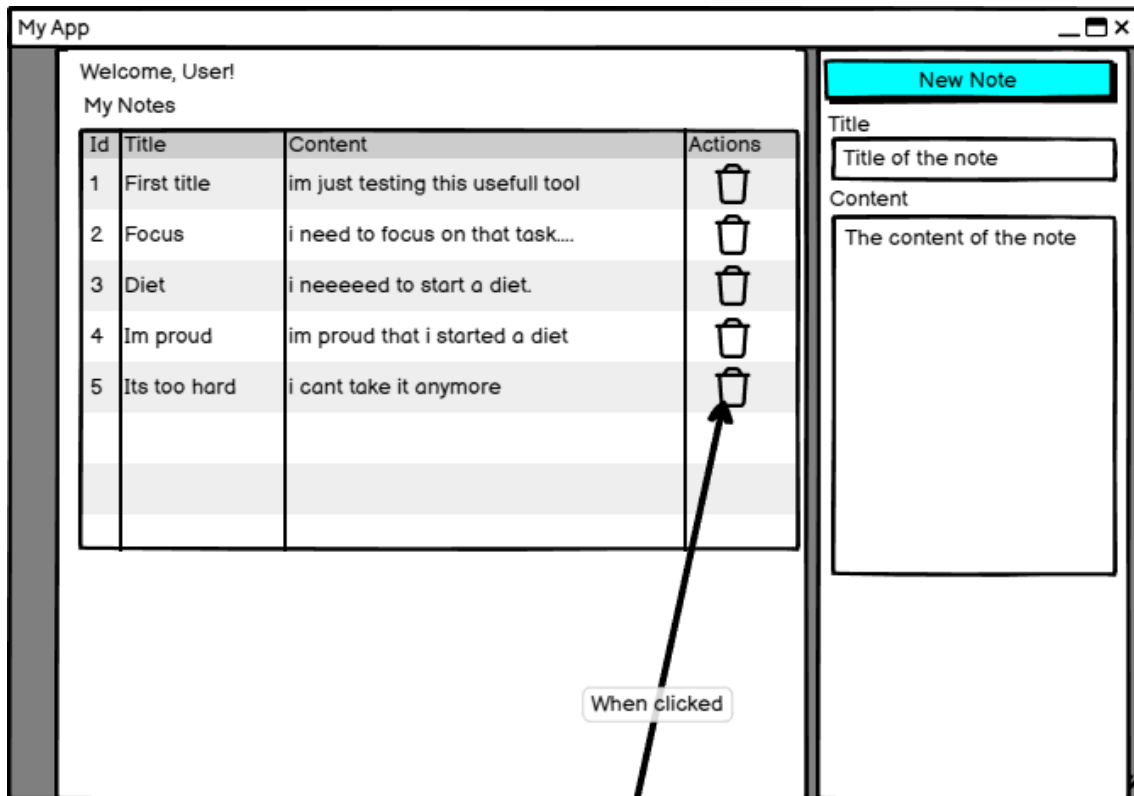 My App
Welcome, User!
My Notes
Id Title Content Actions
1 First title im just testing this usefull tool
2 Focus i need to focus on that task....
3 Diet i neeeeed to start a diet.
4 Im proud im proud that i started a diet
5 Its too hard i cant take it anymore
When clicked
New Note
Title
Title of the note
Content
The content of the note